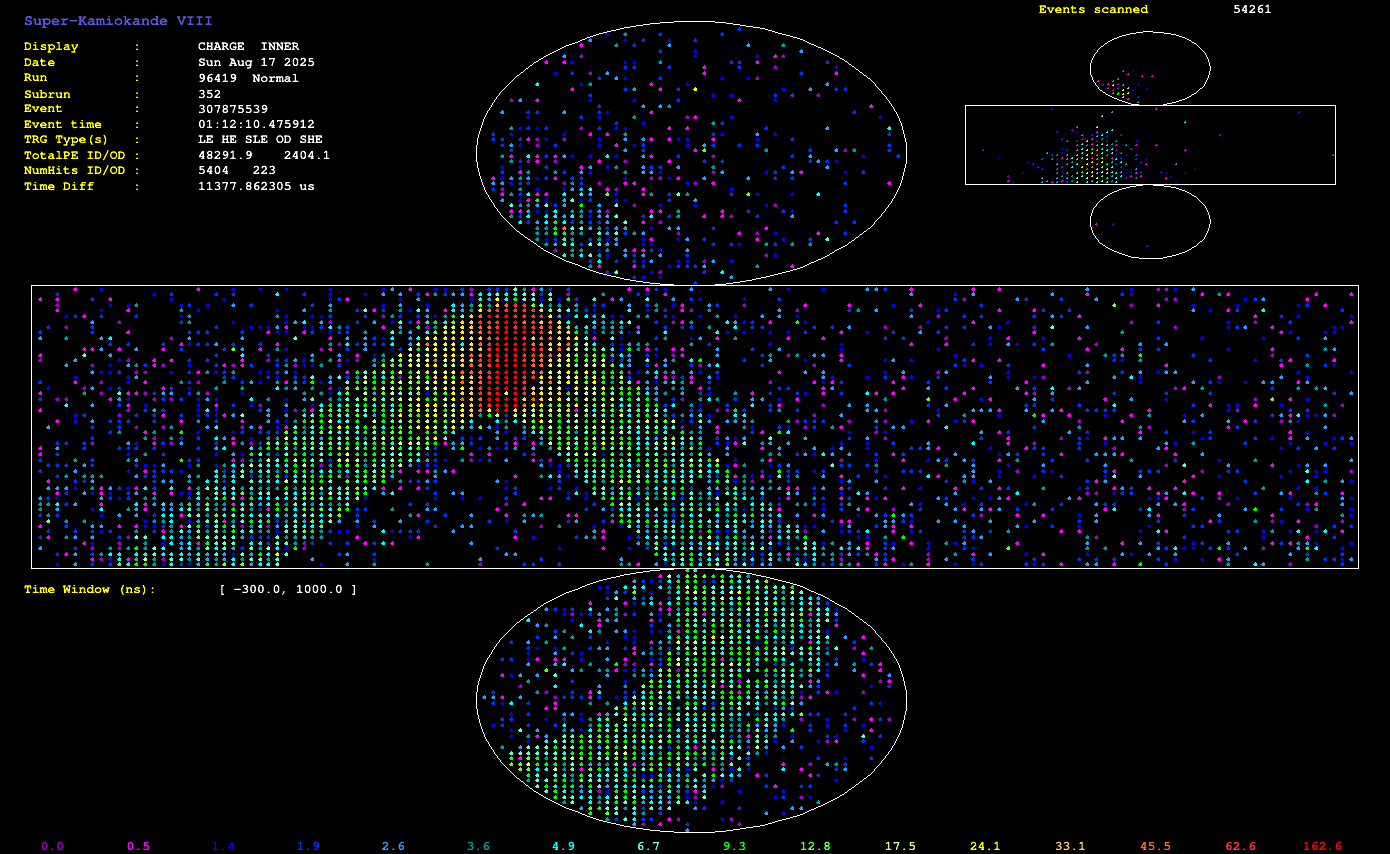 Super-Kamiokande VIII
Events scanned 54261
Display : CHARGE INNER
Date : Sun Aug 17 2025
Run : 96419 Normal
Subrun : 352
Event : 307875539
Event time : 01:12:10.475912
TRG Type(s) : LE HE SLE OD SHE
TotalPE ID/OD : 48291.9 2404.1
NumHits ID/OD : 5404 223
Time Diff : 11377.862305 us
Time Window (ns): [ -300.0, 1000.0 ]
0.0 0.5 1.4 1.9 2.6 3.6 4.9 6.7 9.3 12.8 17.5 24.1 33.1 45.5 62.6 162.6